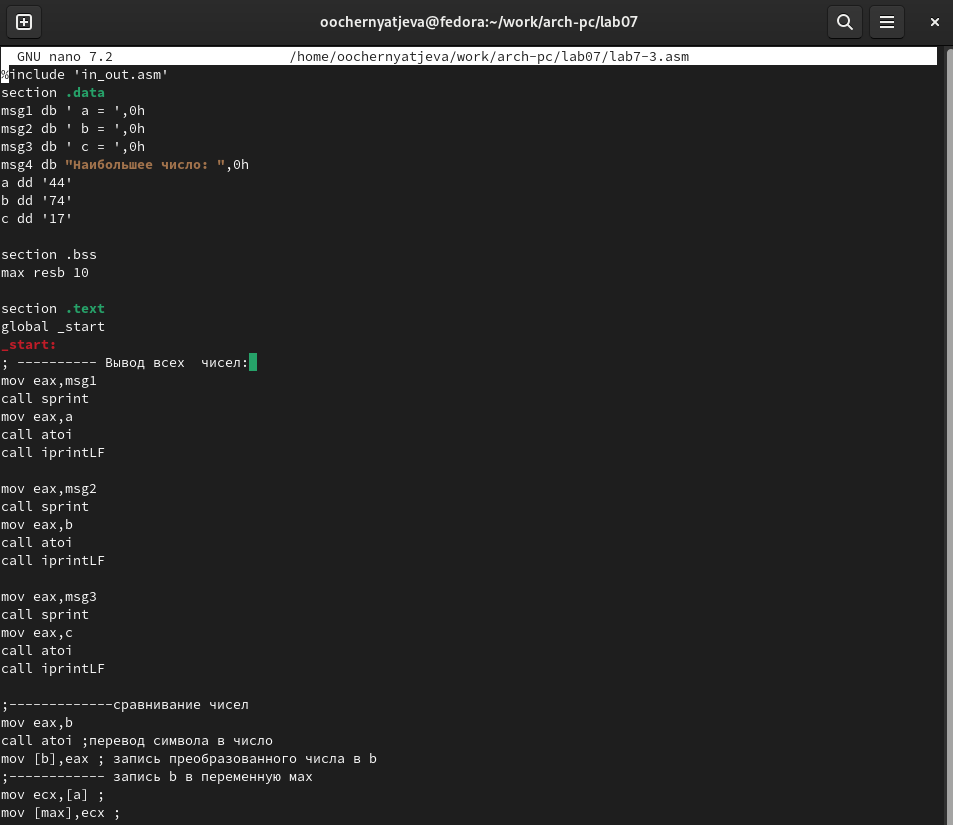 oochernyatjeva@fedora:~/work/arch-pc/lab07
GNU nano 7.2 /home/oochernyatjeva/work/arch-pc/lab07/lab7-3.asm
%include 'in_out.asm'
section .data
msg1 db ' a = ',0h
msg2 db ' b = ',0h
msg3 db ' c = ',0h
msg4 db "Наибольшее число: ",0h
a dd '44'
b dd '74'
c dd '17'
section .bss
max resb 10
section .text
global _start
_start:
; ---------- Вывод всех  чисел:
mov eax,msg1
call sprint
mov eax,a
call atoi
call iprintLF
mov eax,msg2
call sprint
mov eax,b
call atoi
call iprintLF
mov eax,msg3
call sprint
mov eax,c
call atoi
call iprintLF
;-------------сравнивание чисел
mov eax,b
call atoi ;перевод символа в число
mov [b],eax ; запись преобразованного числа в b
;------------ запись b в переменную мах
mov ecx,[a] ;
mov [max],ecx ;